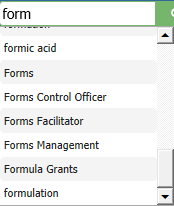 form
formic acid
Forms
Forms Control Officer
Forms Facilitator
Forms Management
Formula Grants
formulation